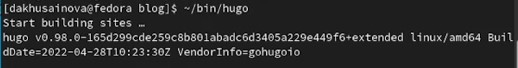 [dakhusainova@fedora blog]$ ~/bin/hugo
Start building sites …
hugo v0.98.0-165d299cde259c8b801abadc6d3405a229e449f6+extended linux/amd64 Buil
dDate=2022-04-28T10:23:30Z VendorInfo=gohugoio